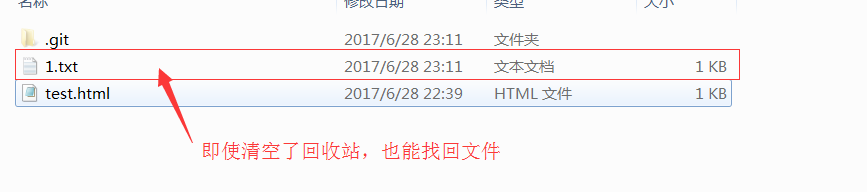 名称 修改日期 类型 大小
.git 2017/6/28 23:11 文件夹
1.txt 2017/6/28 23:11 文本文档 1 KB
test.html 2017/6/28 22:39 HTML 文件 1 KB
即使清空了回收站，也能找回文件